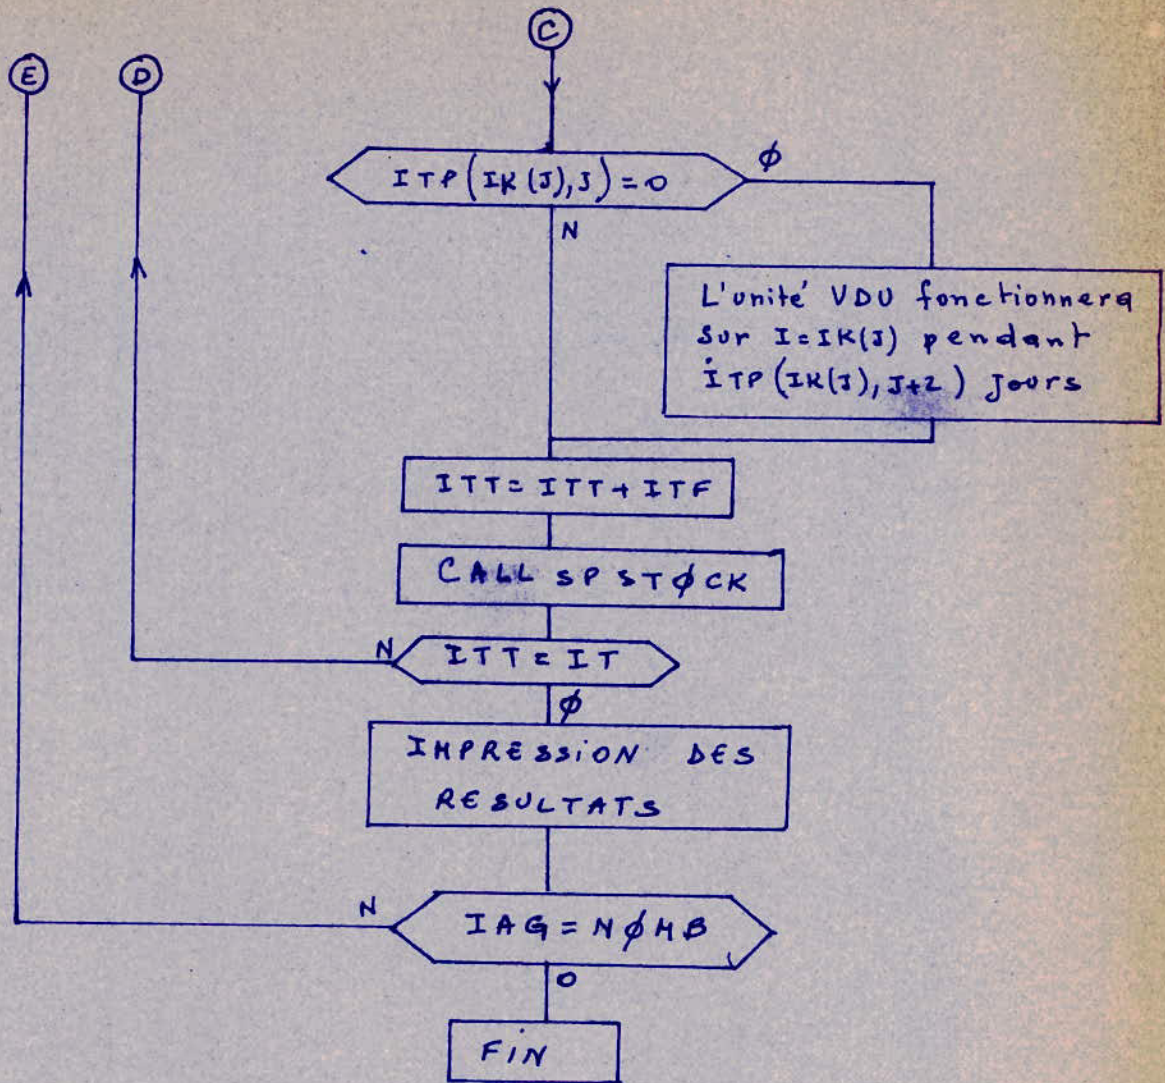 C
E
D
ITP(IK(J),J)=0
Ø
N
L'unité VDU fonctionnera
sur I=IK(J) pendant
ITP(IK(J),J+2) Jours
ITT=ITT+ITF
CALL SPSTØCK
N
ITT=IT
Ø
IMPRESSION DES
RESULTATS
N
IAG=NØMB
O
FIN